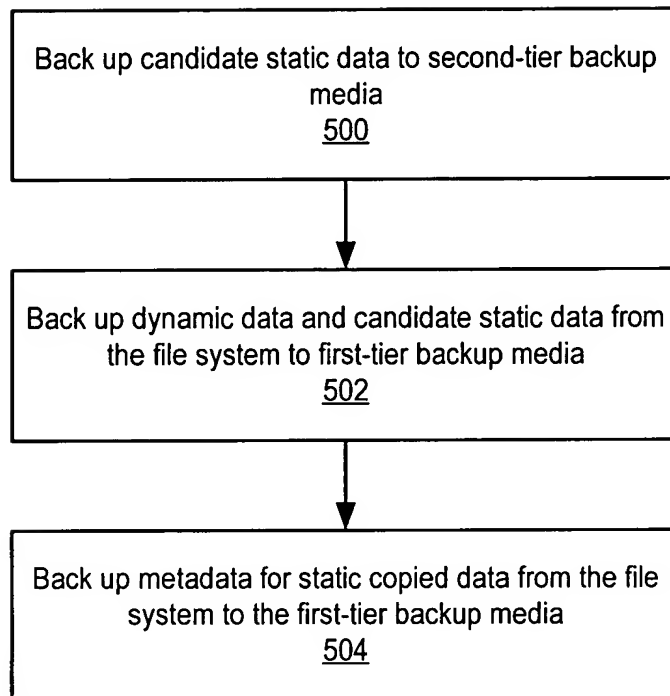 Back up candidate static data to second-tier backup
media
500
Back up dynamic data and candidate static data from
the file system to first-tier backup media
502
Back up metadata for static copied data from the file
system to the first-tier backup media
504